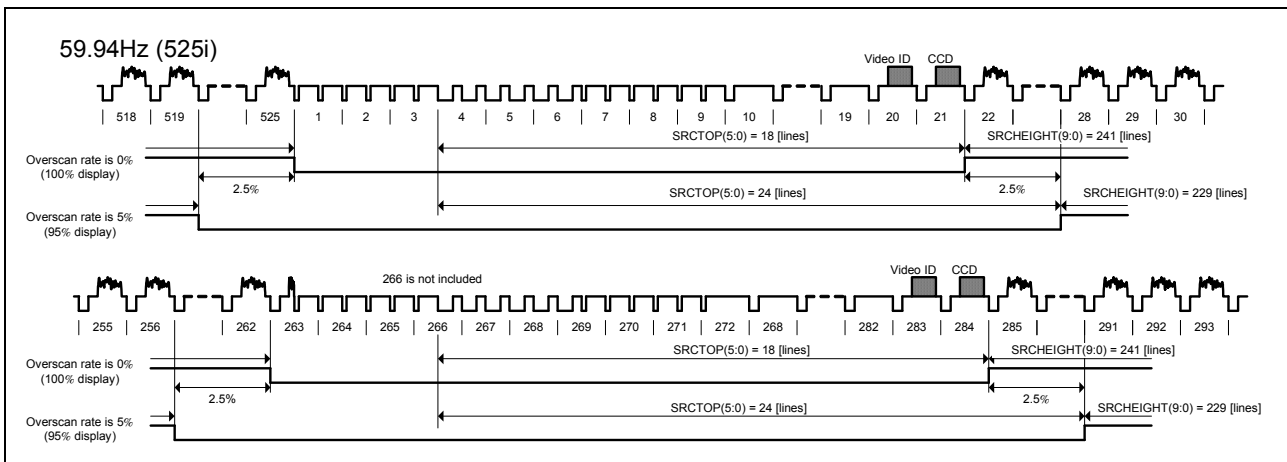 59.94Hz (525i)
Video ID CCD
518 519 525 1 2 3 4 5 6 7 8 9 10 19 20 21 22 28 29 30
SRCTOP(5:0) = 18 [lines] SRCHEIGHT(9:0) = 241 [lines]
Overscan rate is 0%
(100% display)
2.5% 2.5%
SRCTOP(5:0) = 24 [lines] SRCHEIGHT(9:0) = 229 [lines]
Overscan rate is 5%
(95% display)
266 is not included
Video ID CCD
255 256 262 263 264 265 266 267 268 269 270 271 272 268 282 283 284 285 291 292 293
SRCTOP(5:0) = 18 [lines] SRCHEIGHT(9:0) = 241 [lines]
Overscan rate is 0%
(100% display)
2.5% 2.5%
SRCTOP(5:0) = 24 [lines] SRCHEIGHT(9:0) = 229 [lines]
Overscan rate is 5%
(95% display)